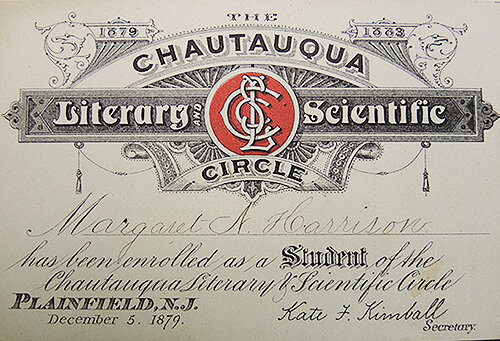 THE
1879 1883
CHAUTAUQUA
Literary AND Scientific
CLSC
CIRCLE
Margaret N Harrison
has been enrolled as a Student of the
Chautauqua Literary & Scientific Circle
PLAINFIELD, N.J.
December 5. 1879.
Kate F. Kimball
Secretary.